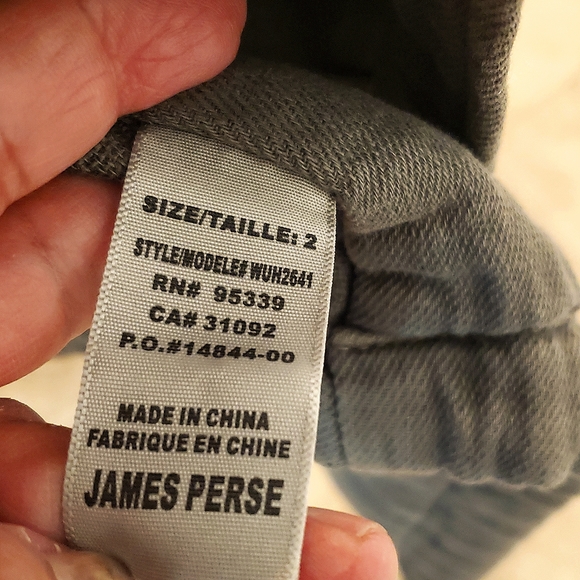 SIZE/TAILLE: 2
STYLE/MODELE# WUH2641
RN# 95339
CA# 31092
P.O.#14844-00
MADE IN CHINA
FABRIQUE EN CHINE
JAMES PERSE